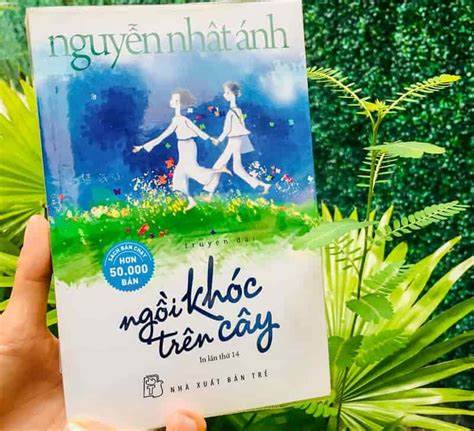 nguyễn nhật ánh
truyện dài
SÁCH BÁN CHẠY
HƠN
50.000
BẢN
ngồi khóc
trên cây
In lần thứ 14
NHÀ XUẤT BẢN TRẺ